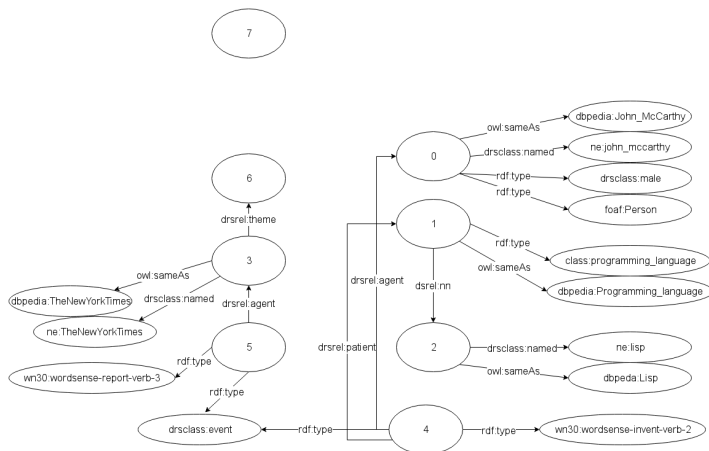 7
dbpedia:John_McCarthy
owl:sameAs
0
drsclass:named
ne:john_mccarthy
6
rdf:type
drsclass:male
rdf:type
foaf:Person
drsrel:theme
1
rdf:type
3
owl:sameAs
class:programming_language
owl:sameAs
drsrel:agent
dsrel:nn
dbpedia:TheNewYorkTimes
drsclass:named
dbpedia:Programming_language
drsrel:agent
ne:TheNewYorkTimes
drsrel:patient
5
2
drsclass:named
ne:lisp
rdf:type
owl:sameAs
wn30:wordsense-report-verb-3
dbpeda:Lisp
rdf:type
drsclass:event
rdf:type
4
rdf:type
wn30:wordsense-invent-verb-2